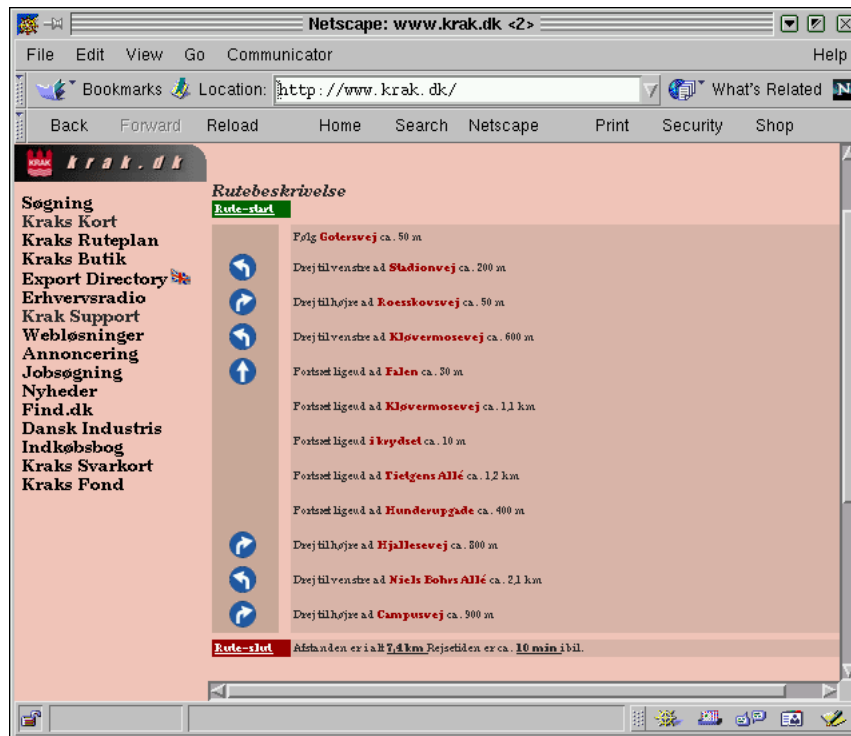 Netscape: www.krak.dk <2>
File Edit View Go Communicator Help
Bookmarks Location: http://www.krak.dk/ What's Related N
Back Forward Reload Home Search Netscape Print Security Shop
KRAK krak.dk
Søgning
Kraks Kort
Kraks Ruteplan
Kraks Butik
Export Directory
Erhvervsradio
Krak Support
Webløsninger
Annoncering
Jobsøgning
Nyheder
Find.dk
Dansk Industris
Indkøbsbog
Kraks Svarkort
Kraks Fond
Rutebeskrivelse
Rute-start
Følg Gotersvej ca. 50 m
Drej til venstre ad Stadionvej ca. 200 m
Drej til højre ad Roesskovsvej ca. 50 m
Drej til venstre ad Kløvermosevej ca. 600 m
Fortsæt ligeud ad Falen ca. 30 m
Fortsæt ligeud ad Kløvermosevej ca. 1,1 km
Fortsæt ligeud i krydset ca. 10 m
Fortsæt ligeud ad Tietgens Allé ca. 1,2 km
Fortsæt ligeud ad Hunderupgade ca. 400 m
Drej til højre ad Hjallesevej ca. 800 m
Drej til venstre ad Niels Bohrs Allé ca. 2,1 km
Drej til højre ad Campusvej ca. 900 m
Rute-slut Afstanden er i alt 7,4 km Rejsetiden er ca. 10 min i bil.